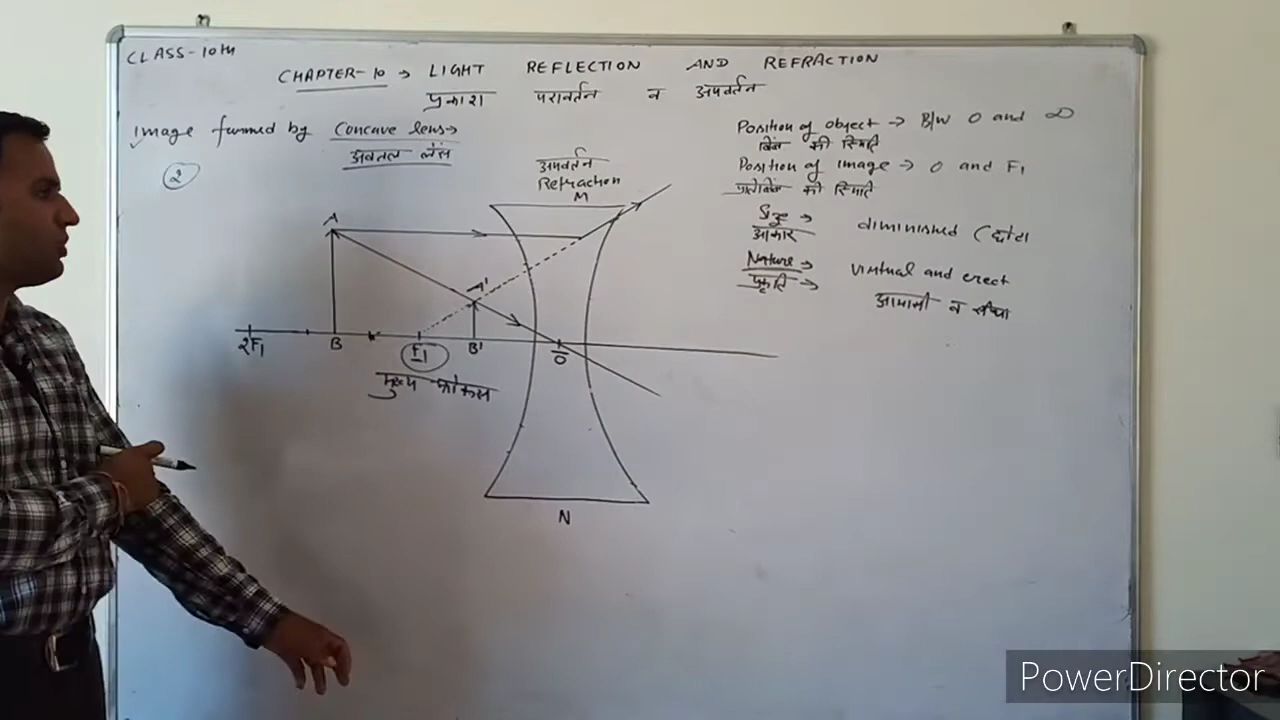 CLASS-10th
CHAPTER-10 → LIGHT REFLECTION AND REFRACTION
प्रकाश परावर्तन व अपवर्तन
Image formed by Concave lens→
अवतल लेंस
2
Position of object → B/W O and ∞
बिंब की स्थिति
Position of image → O and F1
प्रतिबिंब की स्थिति
Size →
आकार
diminished (छोटा
Nature→
प्रकृति →
virtual and erect
आभासी व सीधा
अपवर्तन
Refraction
M
A
A'
2F1
B
F1
B'
O
मुख्य फोकस
N
PowerDirector